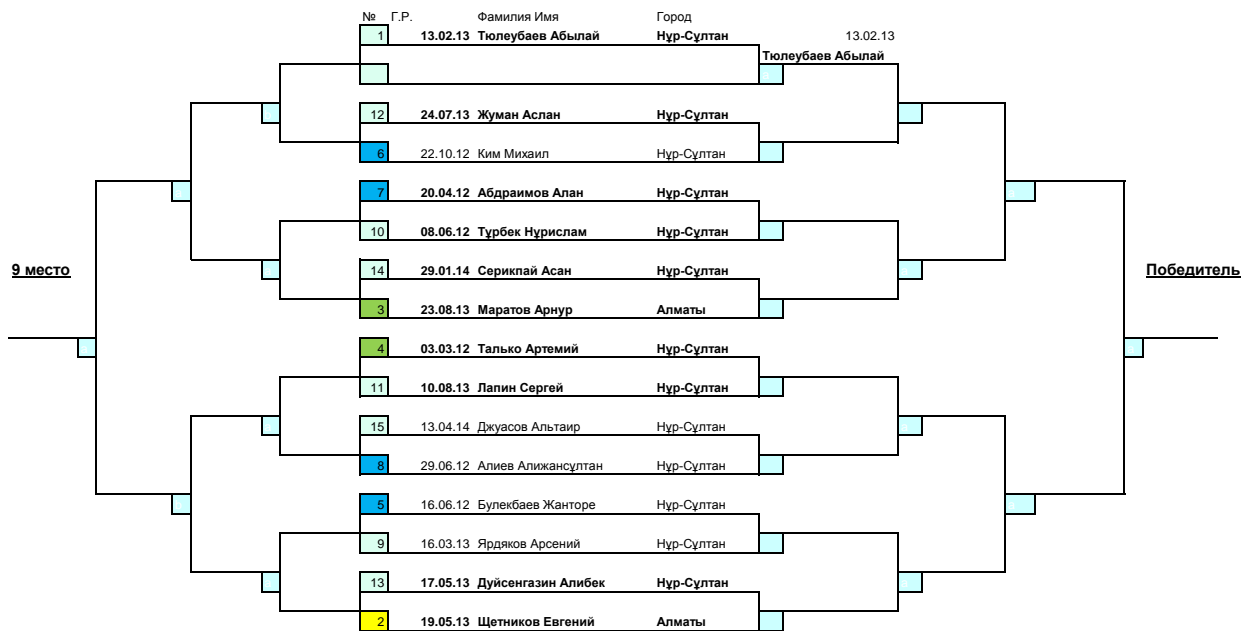 № Г.Р. Фамилия Имя Город
1 13.02.13 Тюлеубаев Абылай Нұр-Сұлтан 13.02.13
Тюлеубаев Абылай
12 24.07.13 Жуман Аслан Нұр-Сұлтан
6 22.10.12 Ким Михаил Нұр-Сұлтан
7 20.04.12 Абдраимов Алан Нұр-Сұлтан
10 08.06.12 Тұрбек Нұрислам Нұр-Сұлтан
9 место 14 29.01.14 Серикпай Асан Нұр-Сұлтан Победитель
3 23.08.13 Маратов Арнур Алматы
4 03.03.12 Талько Артемий Нұр-Сұлтан
11 10.08.13 Лапин Сергей Нұр-Сұлтан
15 13.04.14 Джуасов Альтаир Нұр-Сұлтан
8 29.06.12 Алиев Алижансұлтан Нұр-Сұлтан
5 16.06.12 Булекбаев Жанторе Нұр-Сұлтан
9 16.03.13 Ярдяков Арсений Нұр-Сұлтан
13 17.05.13 Дуйсенгазин Алибек Нұр-Сұлтан
2 19.05.13 Щетников Евгений Алматы